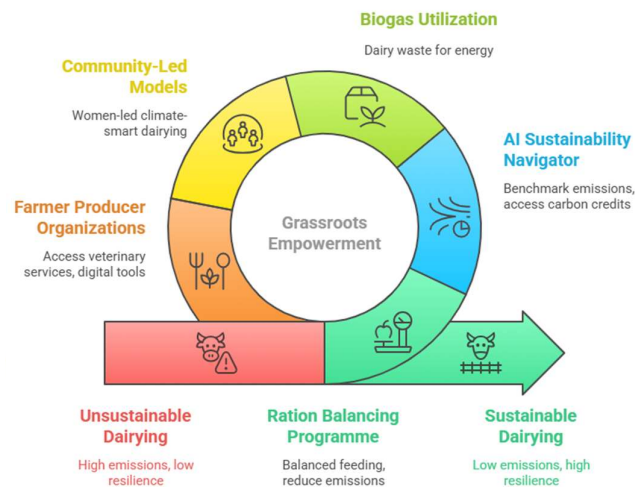 Biogas Utilization
Dairy waste for energy
Community-Led
Models
Women-led climate-
smart dairying
AI Sustainability
Navigator
Benchmark emissions,
access carbon credits
Farmer Producer
Organizations
Access veterinary
services, digital tools
Grassroots
Empowerment
Unsustainable
Dairying
High emissions, low
resilience
Ration Balancing
Programme
Balanced feeding,
reduce emissions
Sustainable
Dairying
Low emissions, high
resilience